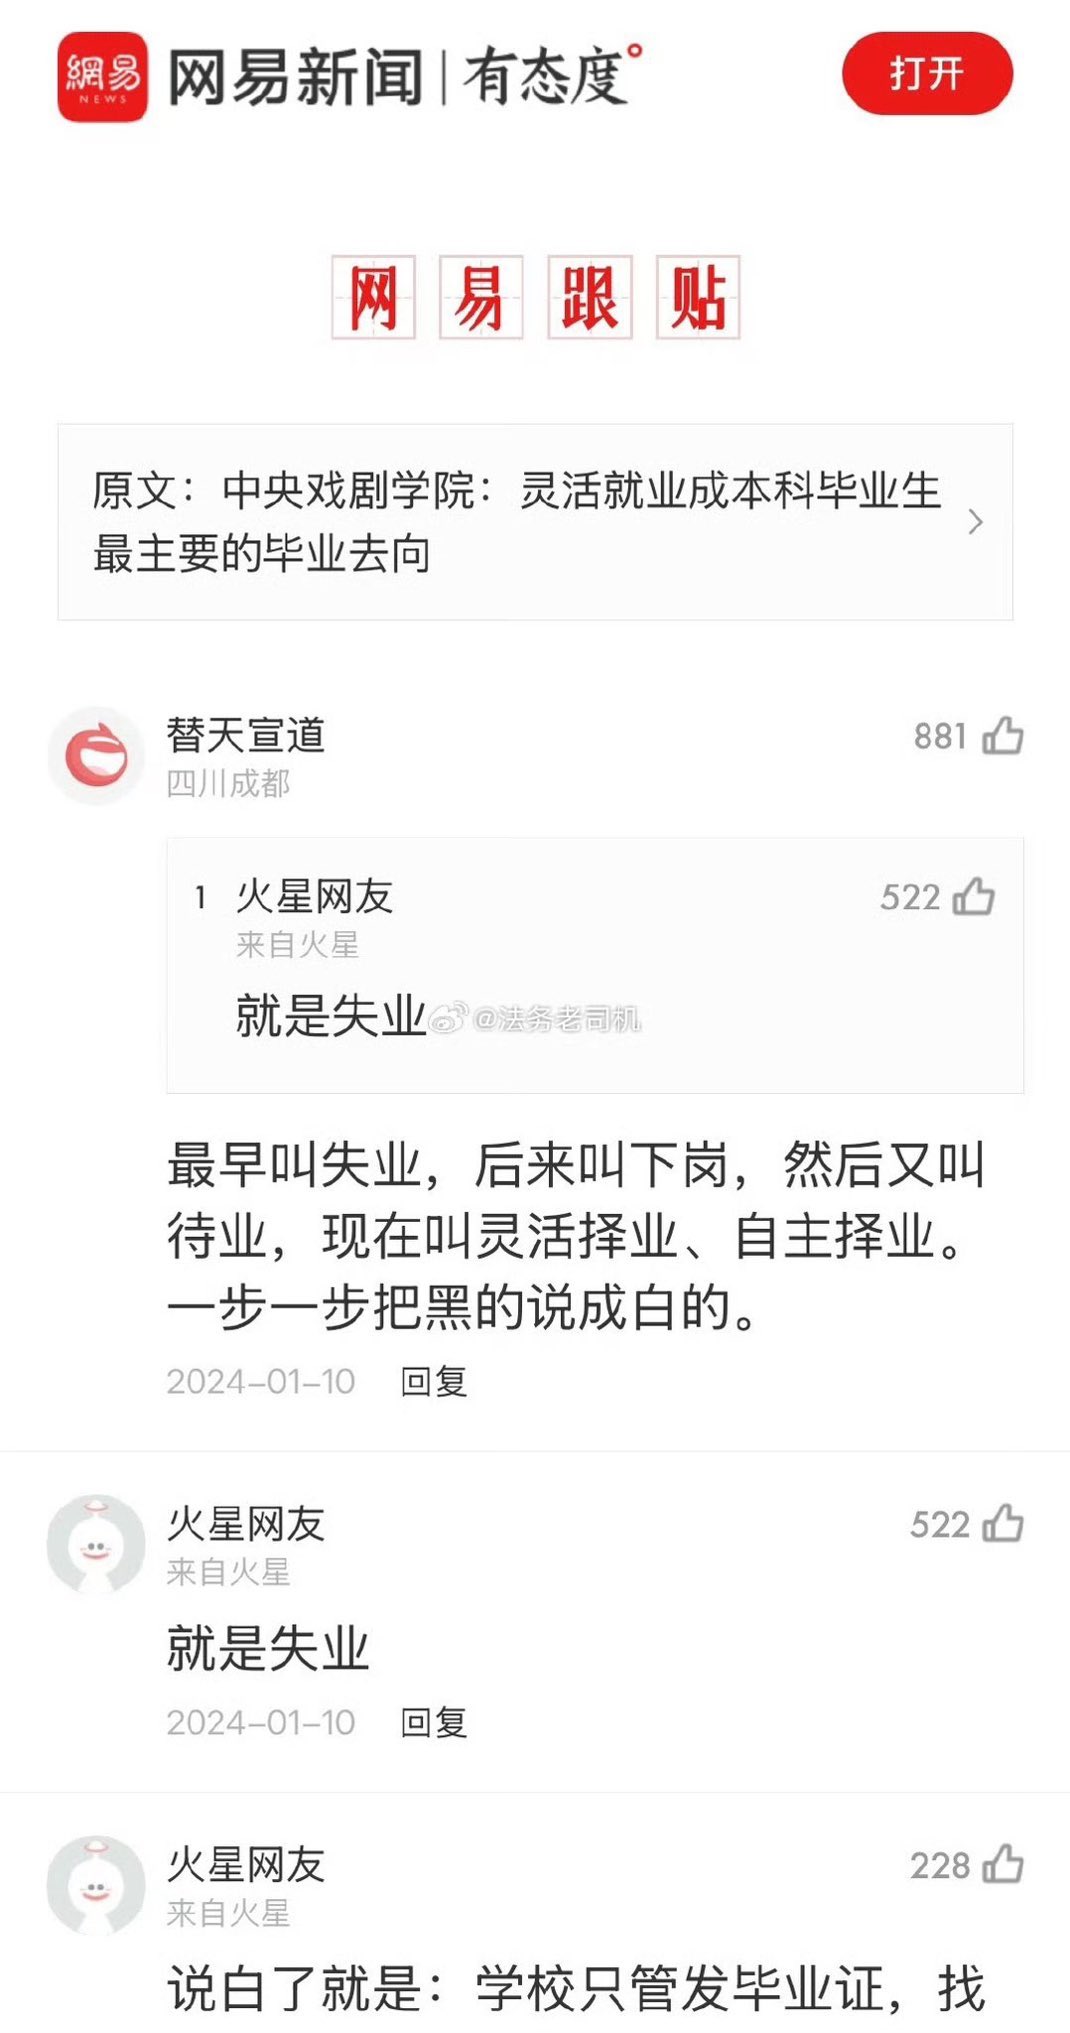 網易
NEWS
网易新闻 | 有态度°
打开
网易跟贴
原文：中央戏剧学院：灵活就业成本科毕业生
最主要的毕业去向
替天宣道
881
四川成都
1 火星网友
522
来自火星
就是失业
@法务老司机
最早叫失业，后来叫下岗，然后又叫
待业，现在叫灵活择业、自主择业。
一步一步把黑的说成白的。
2024-01-10 回复
火星网友
522
来自火星
就是失业
2024-01-10 回复
火星网友
228
来自火星
说白了就是：学校只管发毕业证，找